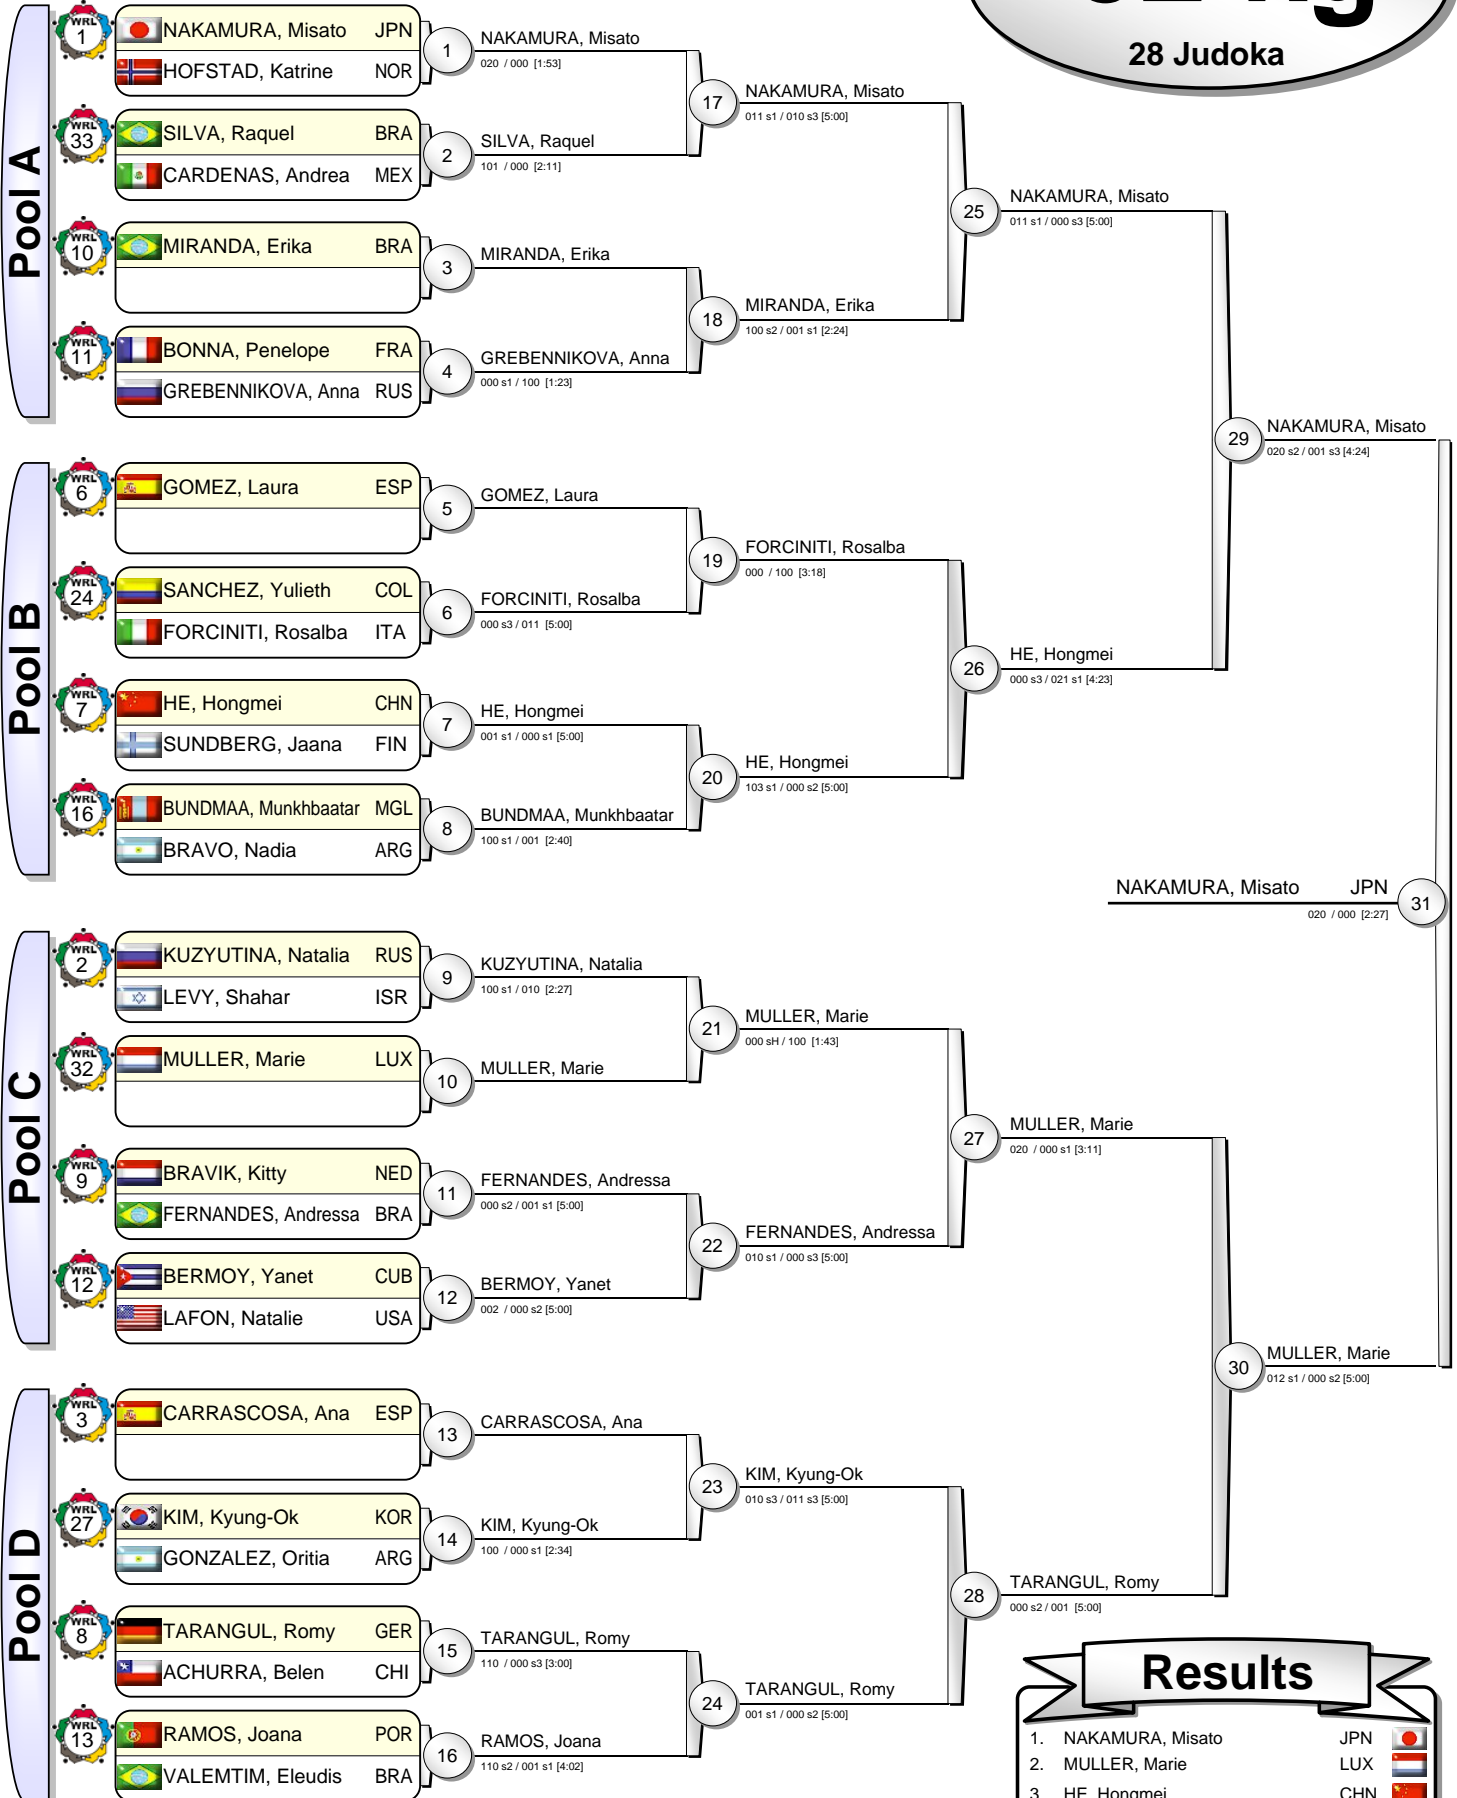 28 Judoka
Pool A
WRL 1
NAKAMURA, Misato JPN
HOFSTAD, Katrine NOR
1
NAKAMURA, Misato
020 / 000 [1:53]
WRL 33
SILVA, Raquel BRA
CARDENAS, Andrea MEX
2
SILVA, Raquel
101 / 000 [2:11]
17
NAKAMURA, Misato
011 s1 / 010 s3 [5:00]
WRL 10
MIRANDA, Erika BRA
3
MIRANDA, Erika
WRL 11
BONNA, Penelope FRA
GREBENNIKOVA, Anna RUS
4
GREBENNIKOVA, Anna
000 s1 / 100 [1:23]
18
MIRANDA, Erika
100 s2 / 001 s1 [2:24]
25
NAKAMURA, Misato
011 s1 / 000 s3 [5:00]
Pool B
WRL 6
GOMEZ, Laura ESP
5
GOMEZ, Laura
WRL 24
SANCHEZ, Yulieth COL
FORCINITI, Rosalba ITA
6
FORCINITI, Rosalba
000 s3 / 011 [5:00]
19
FORCINITI, Rosalba
000 / 100 [3:18]
WRL 7
HE, Hongmei CHN
SUNDBERG, Jaana FIN
7
HE, Hongmei
001 s1 / 000 s1 [5:00]
WRL 16
BUNDMAA, Munkhbaatar MGL
BRAVO, Nadia ARG
8
BUNDMAA, Munkhbaatar
100 s1 / 001 [2:40]
20
HE, Hongmei
103 s1 / 000 s2 [5:00]
26
HE, Hongmei
000 s3 / 021 s1 [4:23]
29
NAKAMURA, Misato
020 s2 / 001 s3 [4:24]
NAKAMURA, Misato JPN
31
020 / 000 [2:27]
Pool C
WRL 2
KUZYUTINA, Natalia RUS
LEVY, Shahar ISR
9
KUZYUTINA, Natalia
100 s1 / 010 [2:27]
WRL 32
MULLER, Marie LUX
10
MULLER, Marie
21
MULLER, Marie
000 sH / 100 [1:43]
WRL 9
BRAVIK, Kitty NED
FERNANDES, Andressa BRA
11
FERNANDES, Andressa
000 s2 / 001 s1 [5:00]
WRL 12
BERMOY, Yanet CUB
LAFON, Natalie USA
12
BERMOY, Yanet
002 / 000 s2 [5:00]
22
FERNANDES, Andressa
010 s1 / 000 s3 [5:00]
27
MULLER, Marie
020 / 000 s1 [3:11]
Pool D
WRL 3
CARRASCOSA, Ana ESP
13
CARRASCOSA, Ana
WRL 27
KIM, Kyung-Ok KOR
GONZALEZ, Oritia ARG
14
KIM, Kyung-Ok
100 / 000 s1 [2:34]
23
KIM, Kyung-Ok
010 s3 / 011 s3 [5:00]
WRL 8
TARANGUL, Romy GER
ACHURRA, Belen CHI
15
TARANGUL, Romy
110 / 000 s3 [3:00]
WRL 13
RAMOS, Joana POR
VALEMTIM, Eleudis BRA
16
RAMOS, Joana
110 s2 / 001 s1 [4:02]
24
TARANGUL, Romy
001 s1 / 000 s2 [5:00]
28
TARANGUL, Romy
000 s2 / 001 [5:00]
30
MULLER, Marie
012 s1 / 000 s2 [5:00]
Results
1. NAKAMURA, Misato JPN
2. MULLER, Marie LUX
3. HE, Hongmei CHN